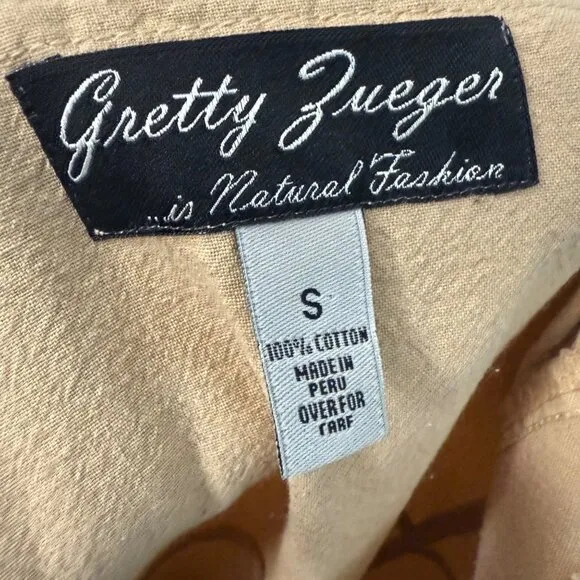 Gretty Zueger
...is Natural Fashion
S
100% COTTON
MADE IN
PERU
OVER FOR
CARE